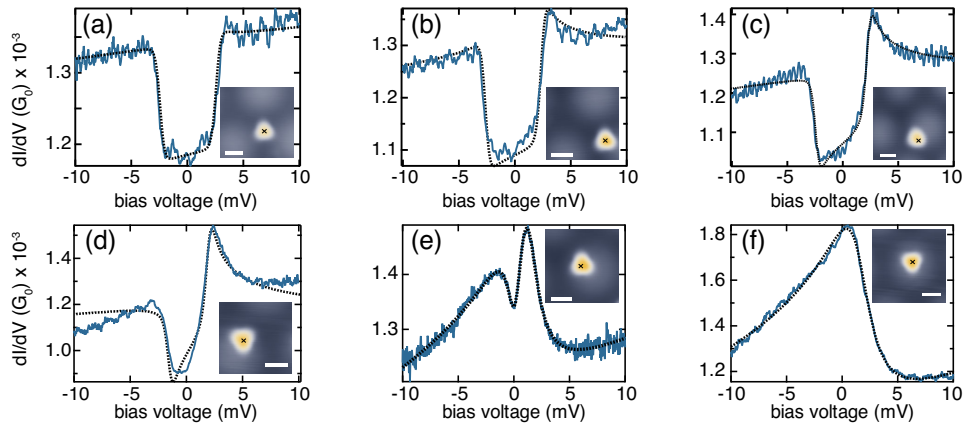 (a)
(b)
(c)
dI/dV (G₀) x 10⁻³
1.3
1.2
-10 -5 0 5 10
bias voltage (mV)
1.3
1.2
1.1
-10 -5 0 5 10
bias voltage (mV)
1.4
1.3
1.2
1.1
-10 -5 0 5 10
bias voltage (mV)
(d)
(e)
(f)
dI/dV (G₀) x 10⁻³
1.4
1.2
1.0
-10 -5 0 5 10
bias voltage (mV)
1.4
1.3
-10 -5 0 5 10
bias voltage (mV)
1.8
1.6
1.4
1.2
-10 -5 0 5 10
bias voltage (mV)